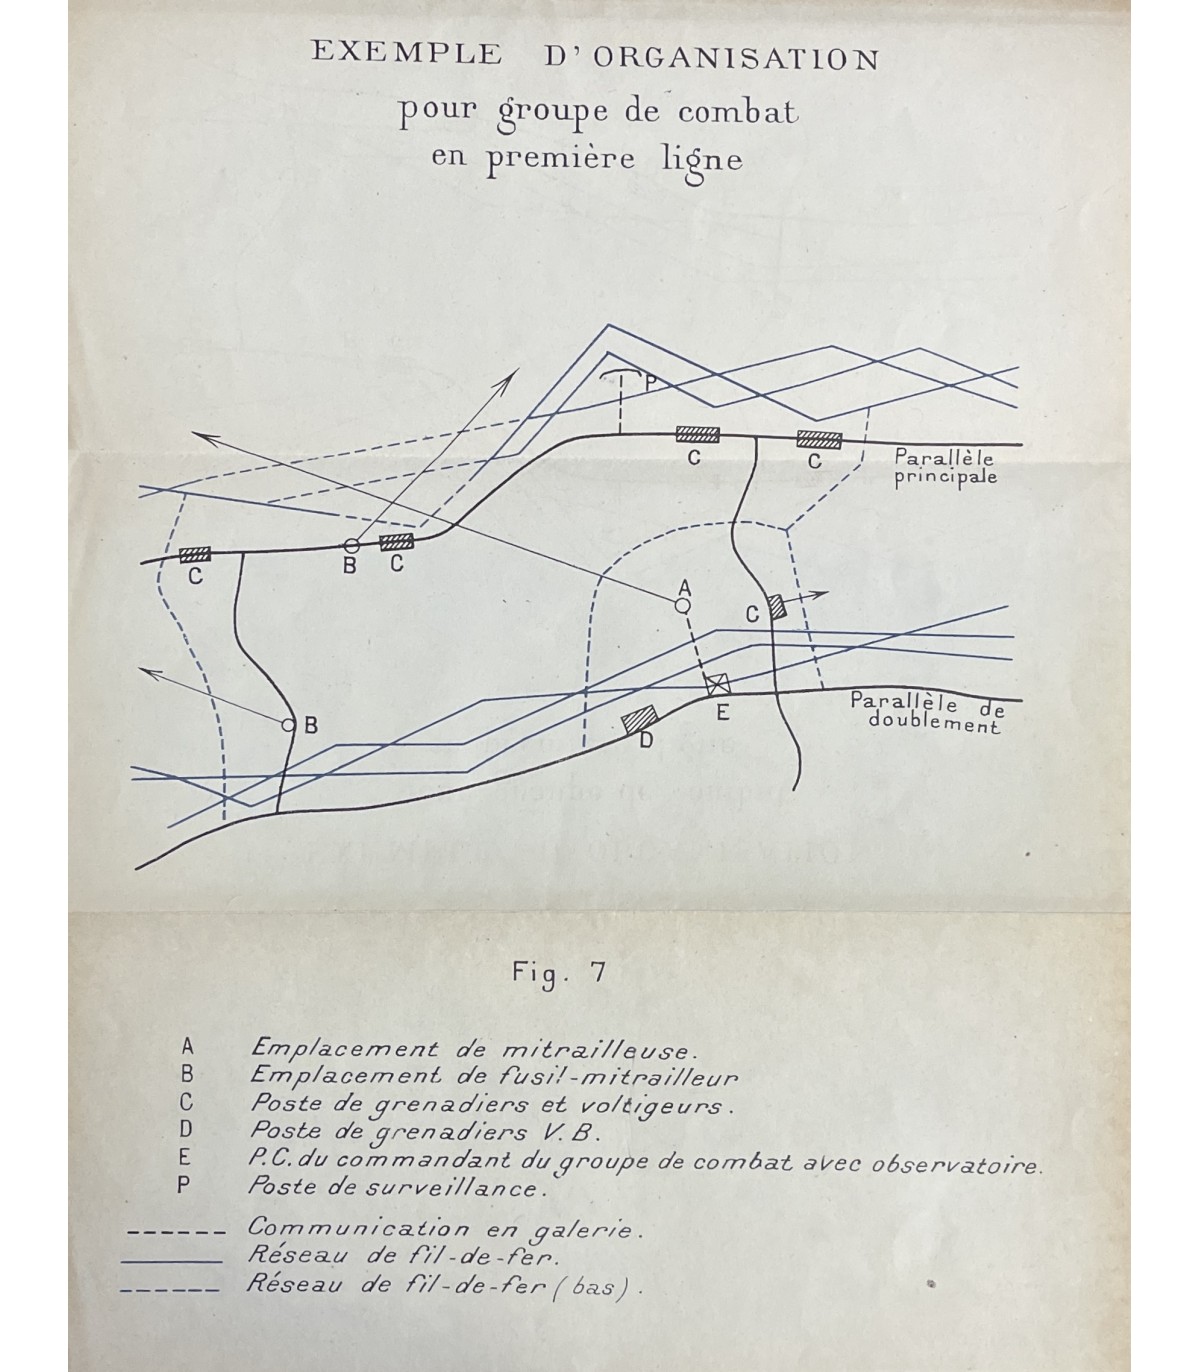 EXEMPLE D'ORGANISATION
pour groupe de combat
en première ligne
P
C
C
Parallèle
principale
C
B
C
A
C
B
E
D
Parallèle de
doublement
Fig. 7
A Emplacement de mitrailleuse.
B Emplacement de fusil-mitrailleur
C Poste de grenadiers et voltigeurs.
D Poste de grenadiers V.B.
E P.C. du commandant du groupe de combat avec observatoire.
P Poste de surveillance.
Communication en galerie.
Réseau de fil-de-fer.
Réseau de fil-de-fer (bas).